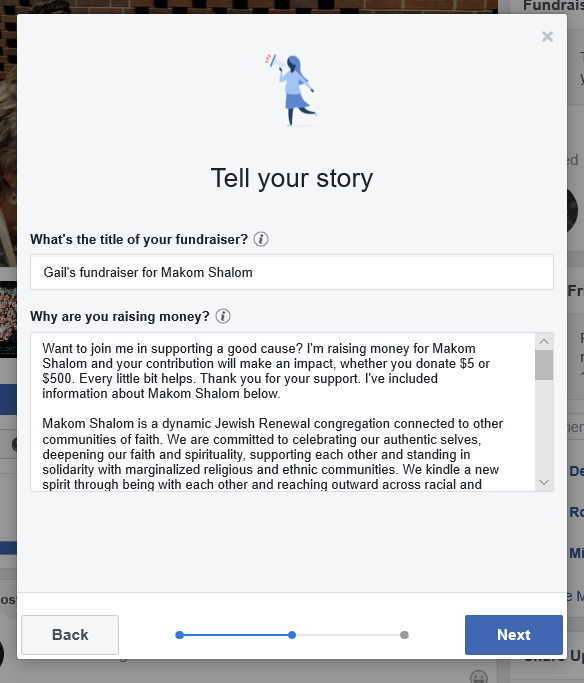 Fundrais
×
Tell your story
What's the title of your fundraiser? i
Gail's fundraiser for Makom Shalom
Why are you raising money? i
Want to join me in supporting a good cause? I'm raising money for Makom
Shalom and your contribution will make an impact, whether you donate $5 or
$500. Every little bit helps. Thank you for your support. I've included
information about Makom Shalom below.
Makom Shalom is a dynamic Jewish Renewal congregation connected to other
communities of faith. We are committed to celebrating our authentic selves,
deepening our faith and spirituality, supporting each other and standing in
solidarity with marginalized religious and ethnic communities. We kindle a new
spirit through being with each other and reaching outward across racial and
Back
Next